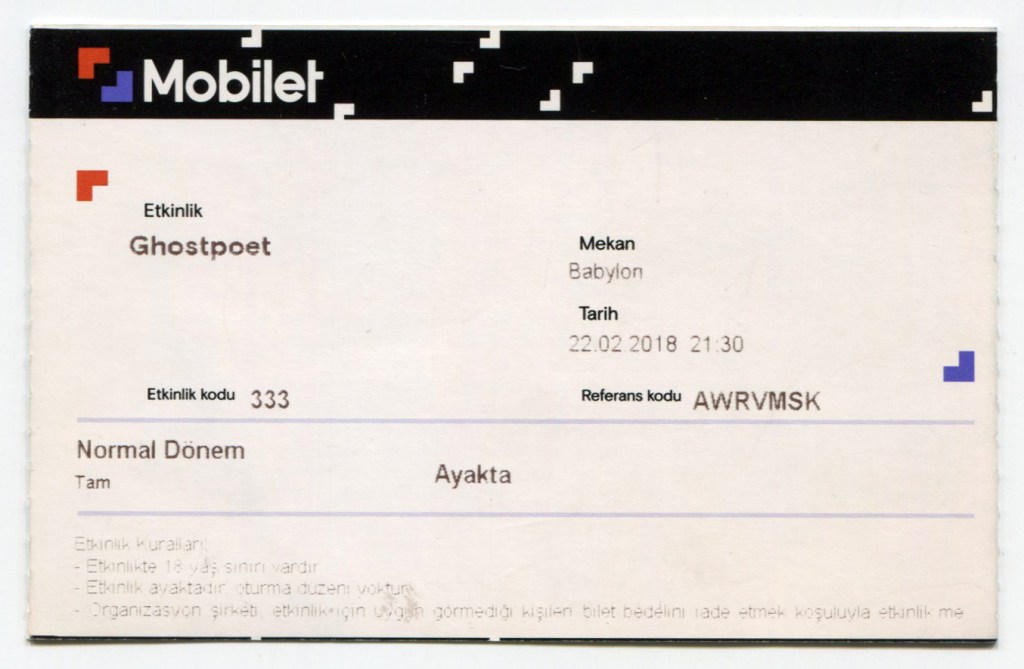 Mobilet
Etkinlik
Ghostpoet
Mekan
Babylon
Tarih
22.02.2018 21:30
Etkinlik kodu 333
Referans kodu AWRVMSK
Normal Dönem
Tam
Ayakta
Etkinlik Kuralları:
- Etkinlikte 18 yaş sınırı vardır
- Etkinlik ayaktadır, oturma düzeni yoktur
- Organizasyon şirketi, etkinlik için uygun görmediği kişileri bilet bedelini iade etmek koşuluyla etkinlik me